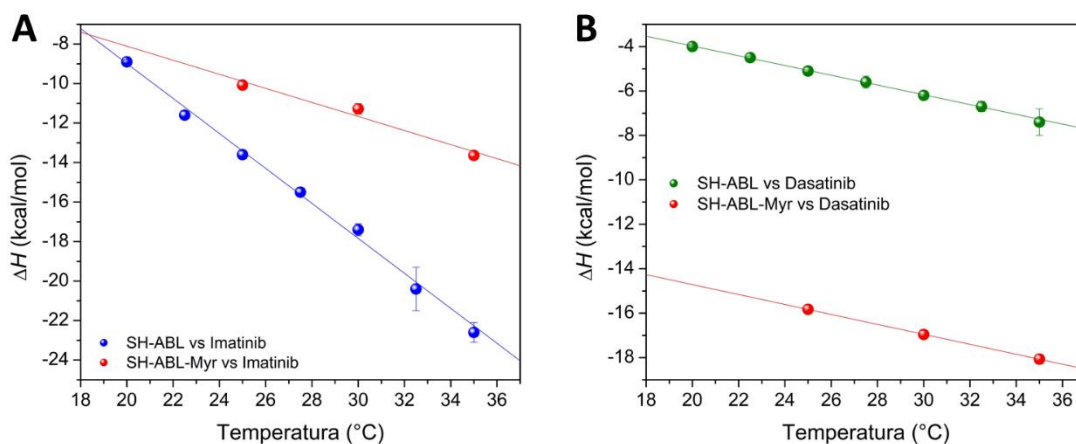 A
ΔH (kcal/mol)
-8
-10
-12
-14
-16
-18
-20
-22
-24
SH-ABL vs Imatinib
SH-ABL-Myr vs Imatinib
18 20 22 24 26 28 30 32 34 36
Temperatura (°C)
B
ΔH (kcal/mol)
-4
-6
-8
-10
-12
-14
-16
-18
SH-ABL vs Dasatinib
SH-ABL-Myr vs Dasatinib
18 20 22 24 26 28 30 32 34 36
Temperatura (°C)